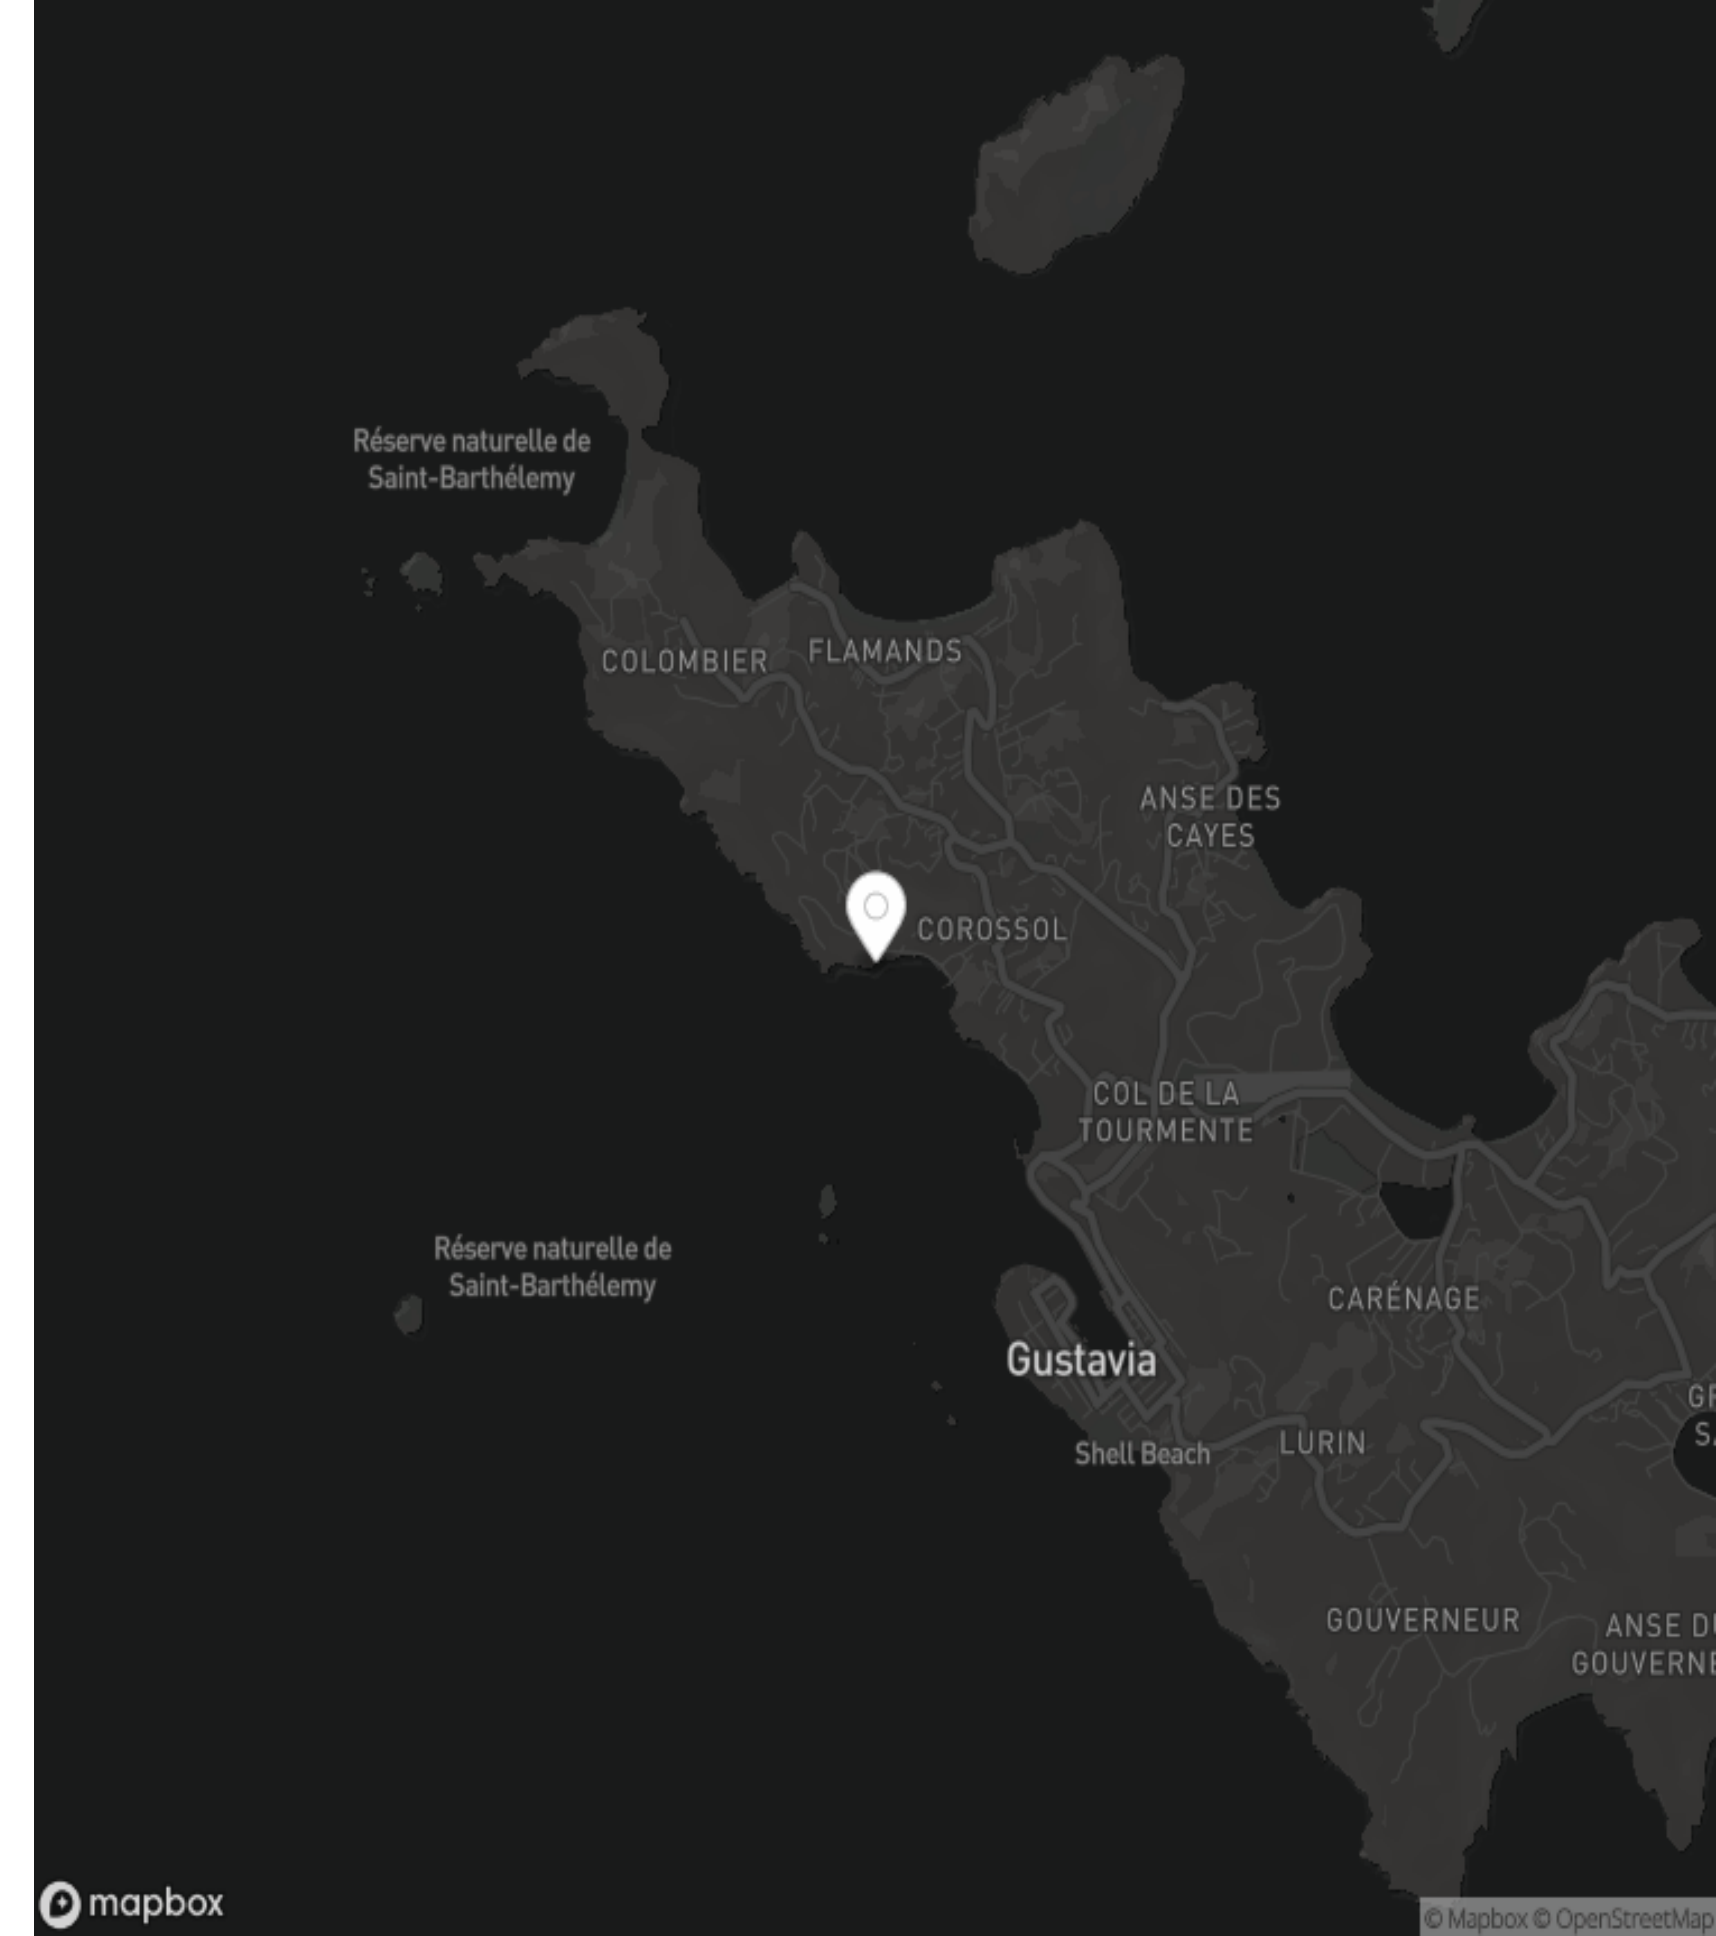 Réserve naturelle de
Saint-Barthélemy
COLOMBIER
FLAMANDS
ANSE DES
CAYES
COROSSOL
COL DE LA
TOURMENTE
Réserve naturelle de
Saint-Barthélemy
CARÉNAGE
Gustavia
Shell Beach
LURIN
GOUVERNEUR
ANSE
mapbox
© Mapbox © OpenStreetMap